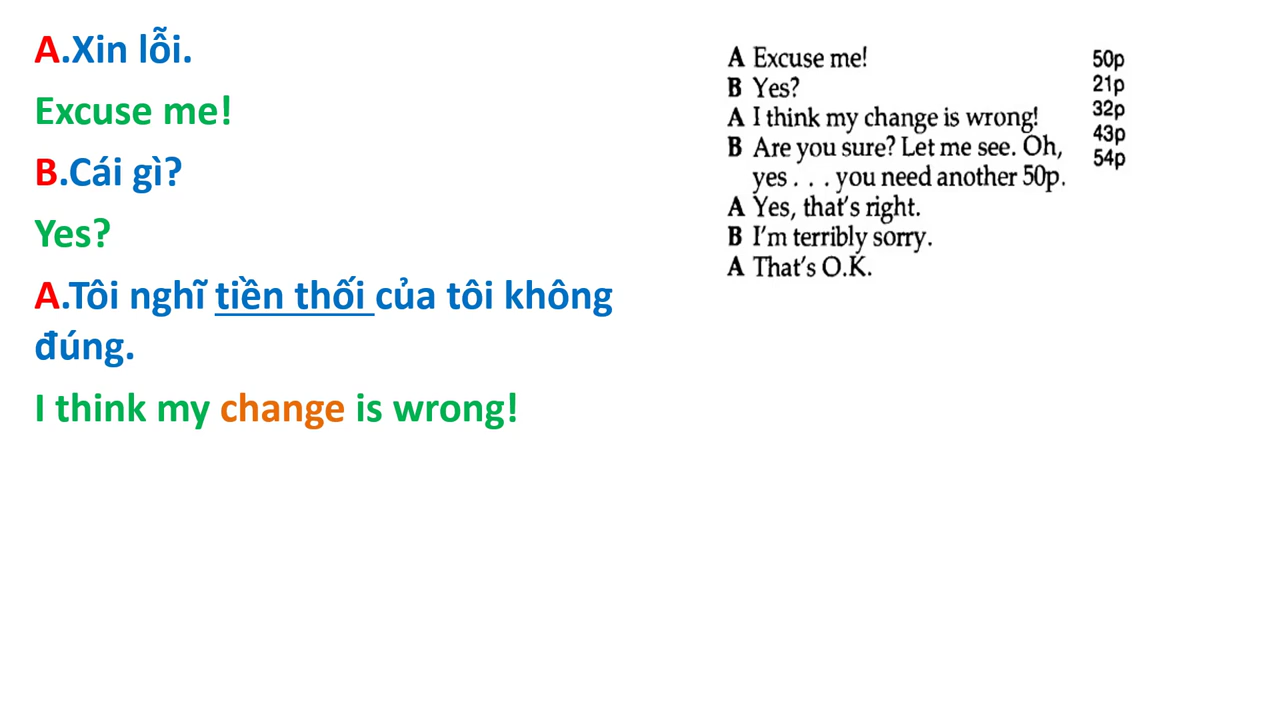 A.Xin lỗi.
Excuse me!
B.Cái gì?
Yes?
A.Tôi nghĩ tiền thối của tôi không
đúng.
I think my change is wrong!
A Excuse me!
B Yes?
A I think my change is wrong!
B Are you sure? Let me see. Oh,
yes . . . you need another 50p.
A Yes, that's right.
B I'm terribly sorry.
A That's O.K.
50p
21p
32p
43p
54p